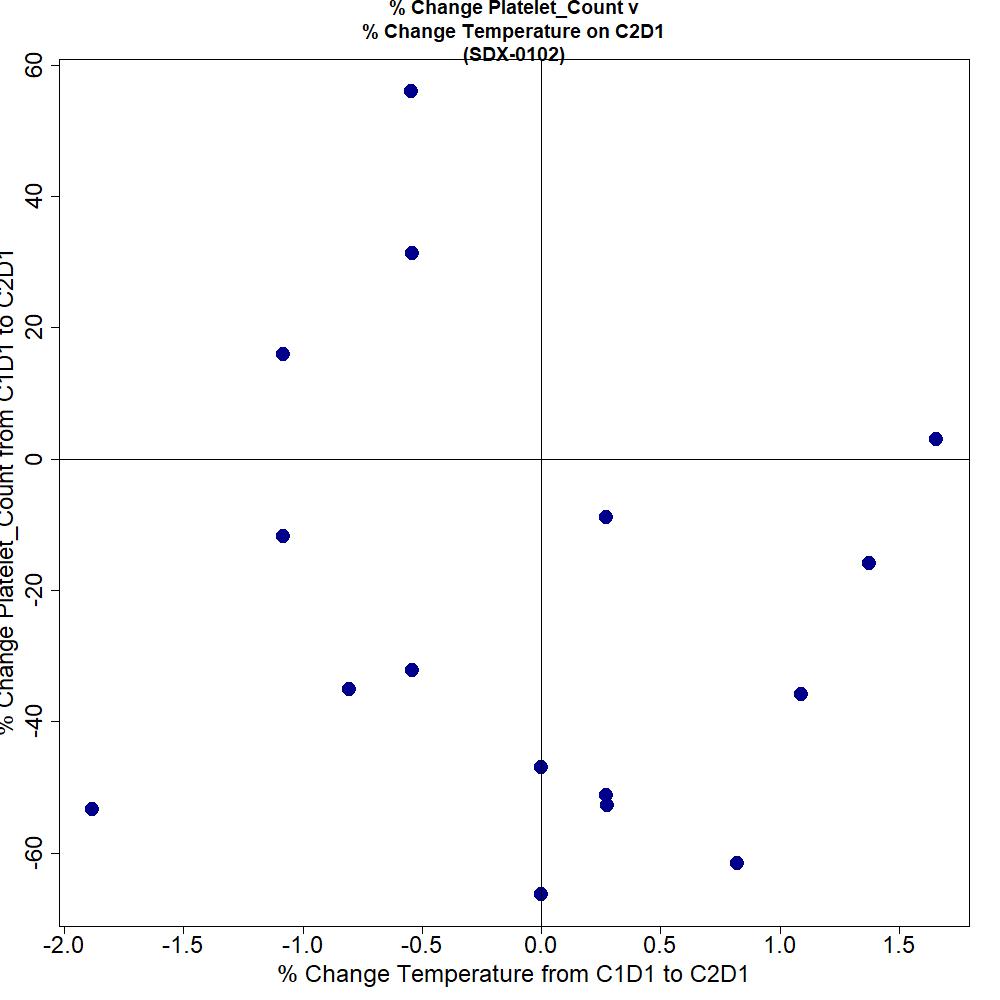 % Change Platelet_Count v
% Change Temperature on C2D1
(SDX-0102)
% Change Platelet_Count from C1D1 to C2D1
60
40
20
0
-20
-40
-60
-2.0 -1.5 -1.0 -0.5 0.0 0.5 1.0 1.5
% Change Temperature from C1D1 to C2D1